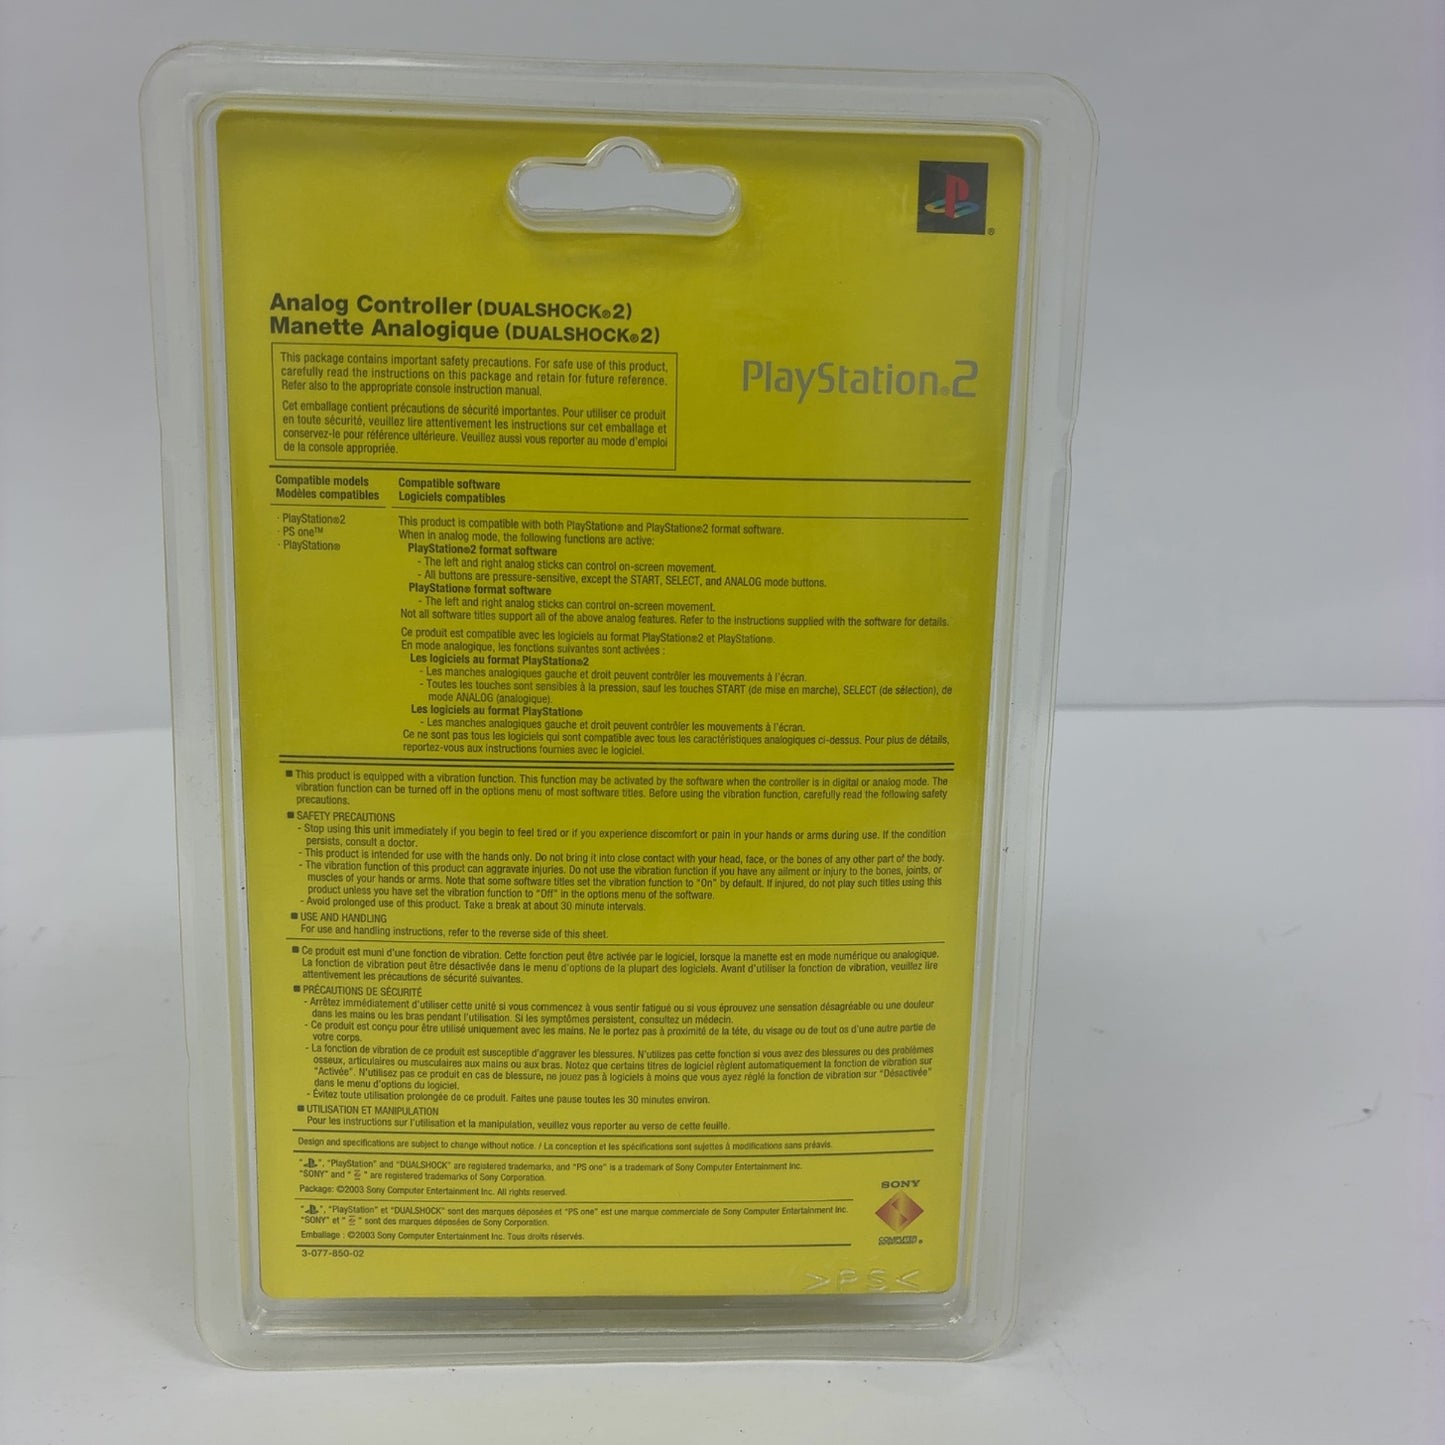 Analog Controller (DUALSHOCK®2)
Manette Analogique (DUALSHOCK®2)
This package contains important safety precautions. For safe use of this product,
carefully read the instructions on this package and retain for future reference.
Refer also to the appropriate console instruction manual.
Cet emballage contient précautions de sécurité importantes. Pour utiliser ce produit
en toute sécurité, veuillez lire attentivement les instructions sur cet emballage et
conservez-le pour référence ultérieure. Veuillez aussi vous reporter au mode d'emploi
de la console appropriée.
PlayStation®2
Compatible models
Modèles compatibles
· PlayStation®2
· PS one™
· PlayStation®
Compatible software
Logiciels compatibles
This product is compatible with both PlayStation® and PlayStation®2 format software.
When in analog mode, the following functions are active:
PlayStation®2 format software
- The left and right analog sticks can control on-screen movement.
- All buttons are pressure-sensitive, except the START, SELECT, and ANALOG mode buttons.
PlayStation® format software
- The left and right analog sticks can control on-screen movement.
Not all software titles support all of the above analog features. Refer to the instructions supplied with the software for details.
Ce produit est compatible avec les logiciels au format PlayStation®2 et PlayStation®.
En mode analogique, les fonctions suivantes sont activées :
Les logiciels au format PlayStation®2
- Les manches analogiques gauche et droit peuvent contrôler les mouvements à l'écran.
- Toutes les touches sont sensibles à la pression, sauf les touches START (de mise en marche), SELECT (de sélection), de
mode ANALOG (analogique).
Les logiciels au format PlayStation®
- Les manches analogiques gauche et droit peuvent contrôler les mouvements à l'écran.
Ce ne sont pas tous les logiciels qui sont compatible avec tous les caractéristiques analogiques ci-dessus. Pour plus de détails,
reportez-vous aux instructions fournies avec le logiciel.
■ This product is equipped with a vibration function. This function may be activated by the software when the controller is in digital or analog mode. The
vibration function can be turned off in the options menu of most software titles. Before using the vibration function, carefully read the following safety
precautions.
■ SAFETY PRECAUTIONS
- Stop using this unit immediately if you begin to feel tired or if you experience discomfort or pain in your hands or arms during use. If the condition
persists, consult a doctor.
- This product is intended for use with the hands only. Do not bring it into close contact with your head, face, or the bones of any other part of the body.
- The vibration function of this product can aggravate injuries. Do not use the vibration function if you have any ailment or injury to the bones, joints, or
muscles of your hands or arms. Note that some software titles set the vibration function to "On" by default. If injured, do not play such titles using this
product unless you have set the vibration function to "Off" in the options menu of the software.
- Avoid prolonged use of this product. Take a break at about 30 minute intervals.
■ USE AND HANDLING
For use and handling instructions, refer to the reverse side of this sheet.
■ Ce produit est muni d'une fonction de vibration. Cette fonction peut être activée par le logiciel, lorsque la manette est en mode numérique ou analogique.
La fonction de vibration peut être désactivée dans le menu d'options de la plupart des logiciels. Avant d'utiliser la fonction de vibration, veuillez lire
attentivement les précautions de sécurité suivantes.
■ PRÉCAUTIONS DE SÉCURITÉ
- Arrêtez immédiatement d'utiliser cette unité si vous commencez à vous sentir fatigué ou si vous éprouvez une sensation désagréable ou une douleur
dans les mains ou les bras pendant l'utilisation. Si les symptômes persistent, consultez un médecin.
- Ce produit est conçu pour être utilisé uniquement avec les mains. Ne le portez pas à proximité de la tête, du visage ou de tout os d'une autre partie de
votre corps.
- La fonction de vibration de ce produit est susceptible d'aggraver les blessures. N'utilizes pas cette fonction si vous avez des blessures ou des problèmes
osseux, articulaires ou musculaires aux mains ou aux bras. Notez que certains titres de logiciel règlent automatiquement la fonction de vibration sur
"Activée". N'utilisez pas ce produit en cas de blessure, ne jouez pas à logiciels à moins que vous ayez réglé la fonction de vibration sur "Désactivée"
dans le menu d'options du logiciel.
- Évitez toute utilisation prolongée de ce produit. Faites une pause toutes les 30 minutes environ.
■ UTILISATION ET MANIPULATION
Pour les instructions sur l'utilisation et la manipulation, veuillez vous reporter au verso de cette feuille.
Design and specifications are subject to change without notice. / La conception et les spécifications sont sujettes à modifications sans préavis.
" ", "PlayStation" and "DUALSHOCK" are registered trademarks, and "PS one" is a trademark of Sony Computer Entertainment Inc.
"SONY" and " " are registered trademarks of Sony Corporation.
Package: ©2003 Sony Computer Entertainment Inc. All rights reserved.
" ", "PlayStation" et "DUALSHOCK" sont des marques déposées et "PS one" est une marque commerciale de Sony Computer Entertainment Inc.
"SONY" et " " sont des marques déposées de Sony Corporation.
Emballage : ©2003 Sony Computer Entertainment Inc. Tous droits réservés.
3-077-850-02
SONY
COMPUTER
ENTERTAINMENT ®
>PS<